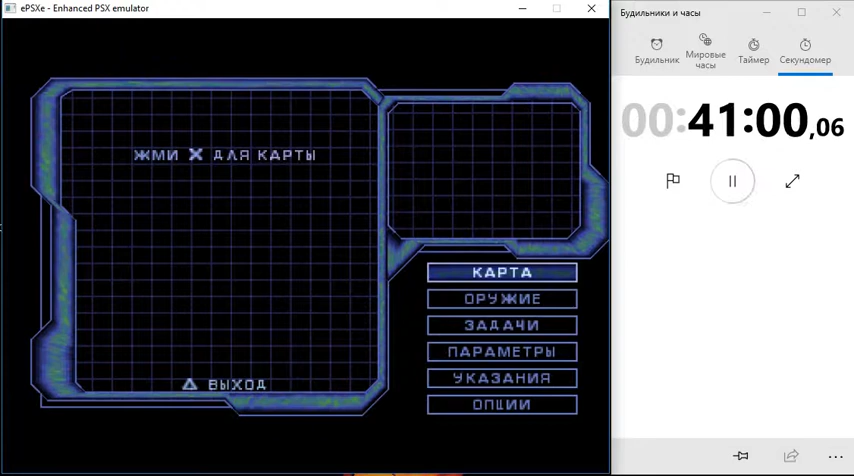 ePSXe - Enhanced PSX emulator
Будильники и часы
Будильник
Мировые часы
Таймер
Секундомер
00:41:00,06
ЖМИ X ДЛЯ КАРТЫ
КАРТА
ОРУЖИЕ
ЗАДАЧИ
ПАРАМЕТРЫ
УКАЗАНИЯ
ОПЦИИ
△ ВЫХОД